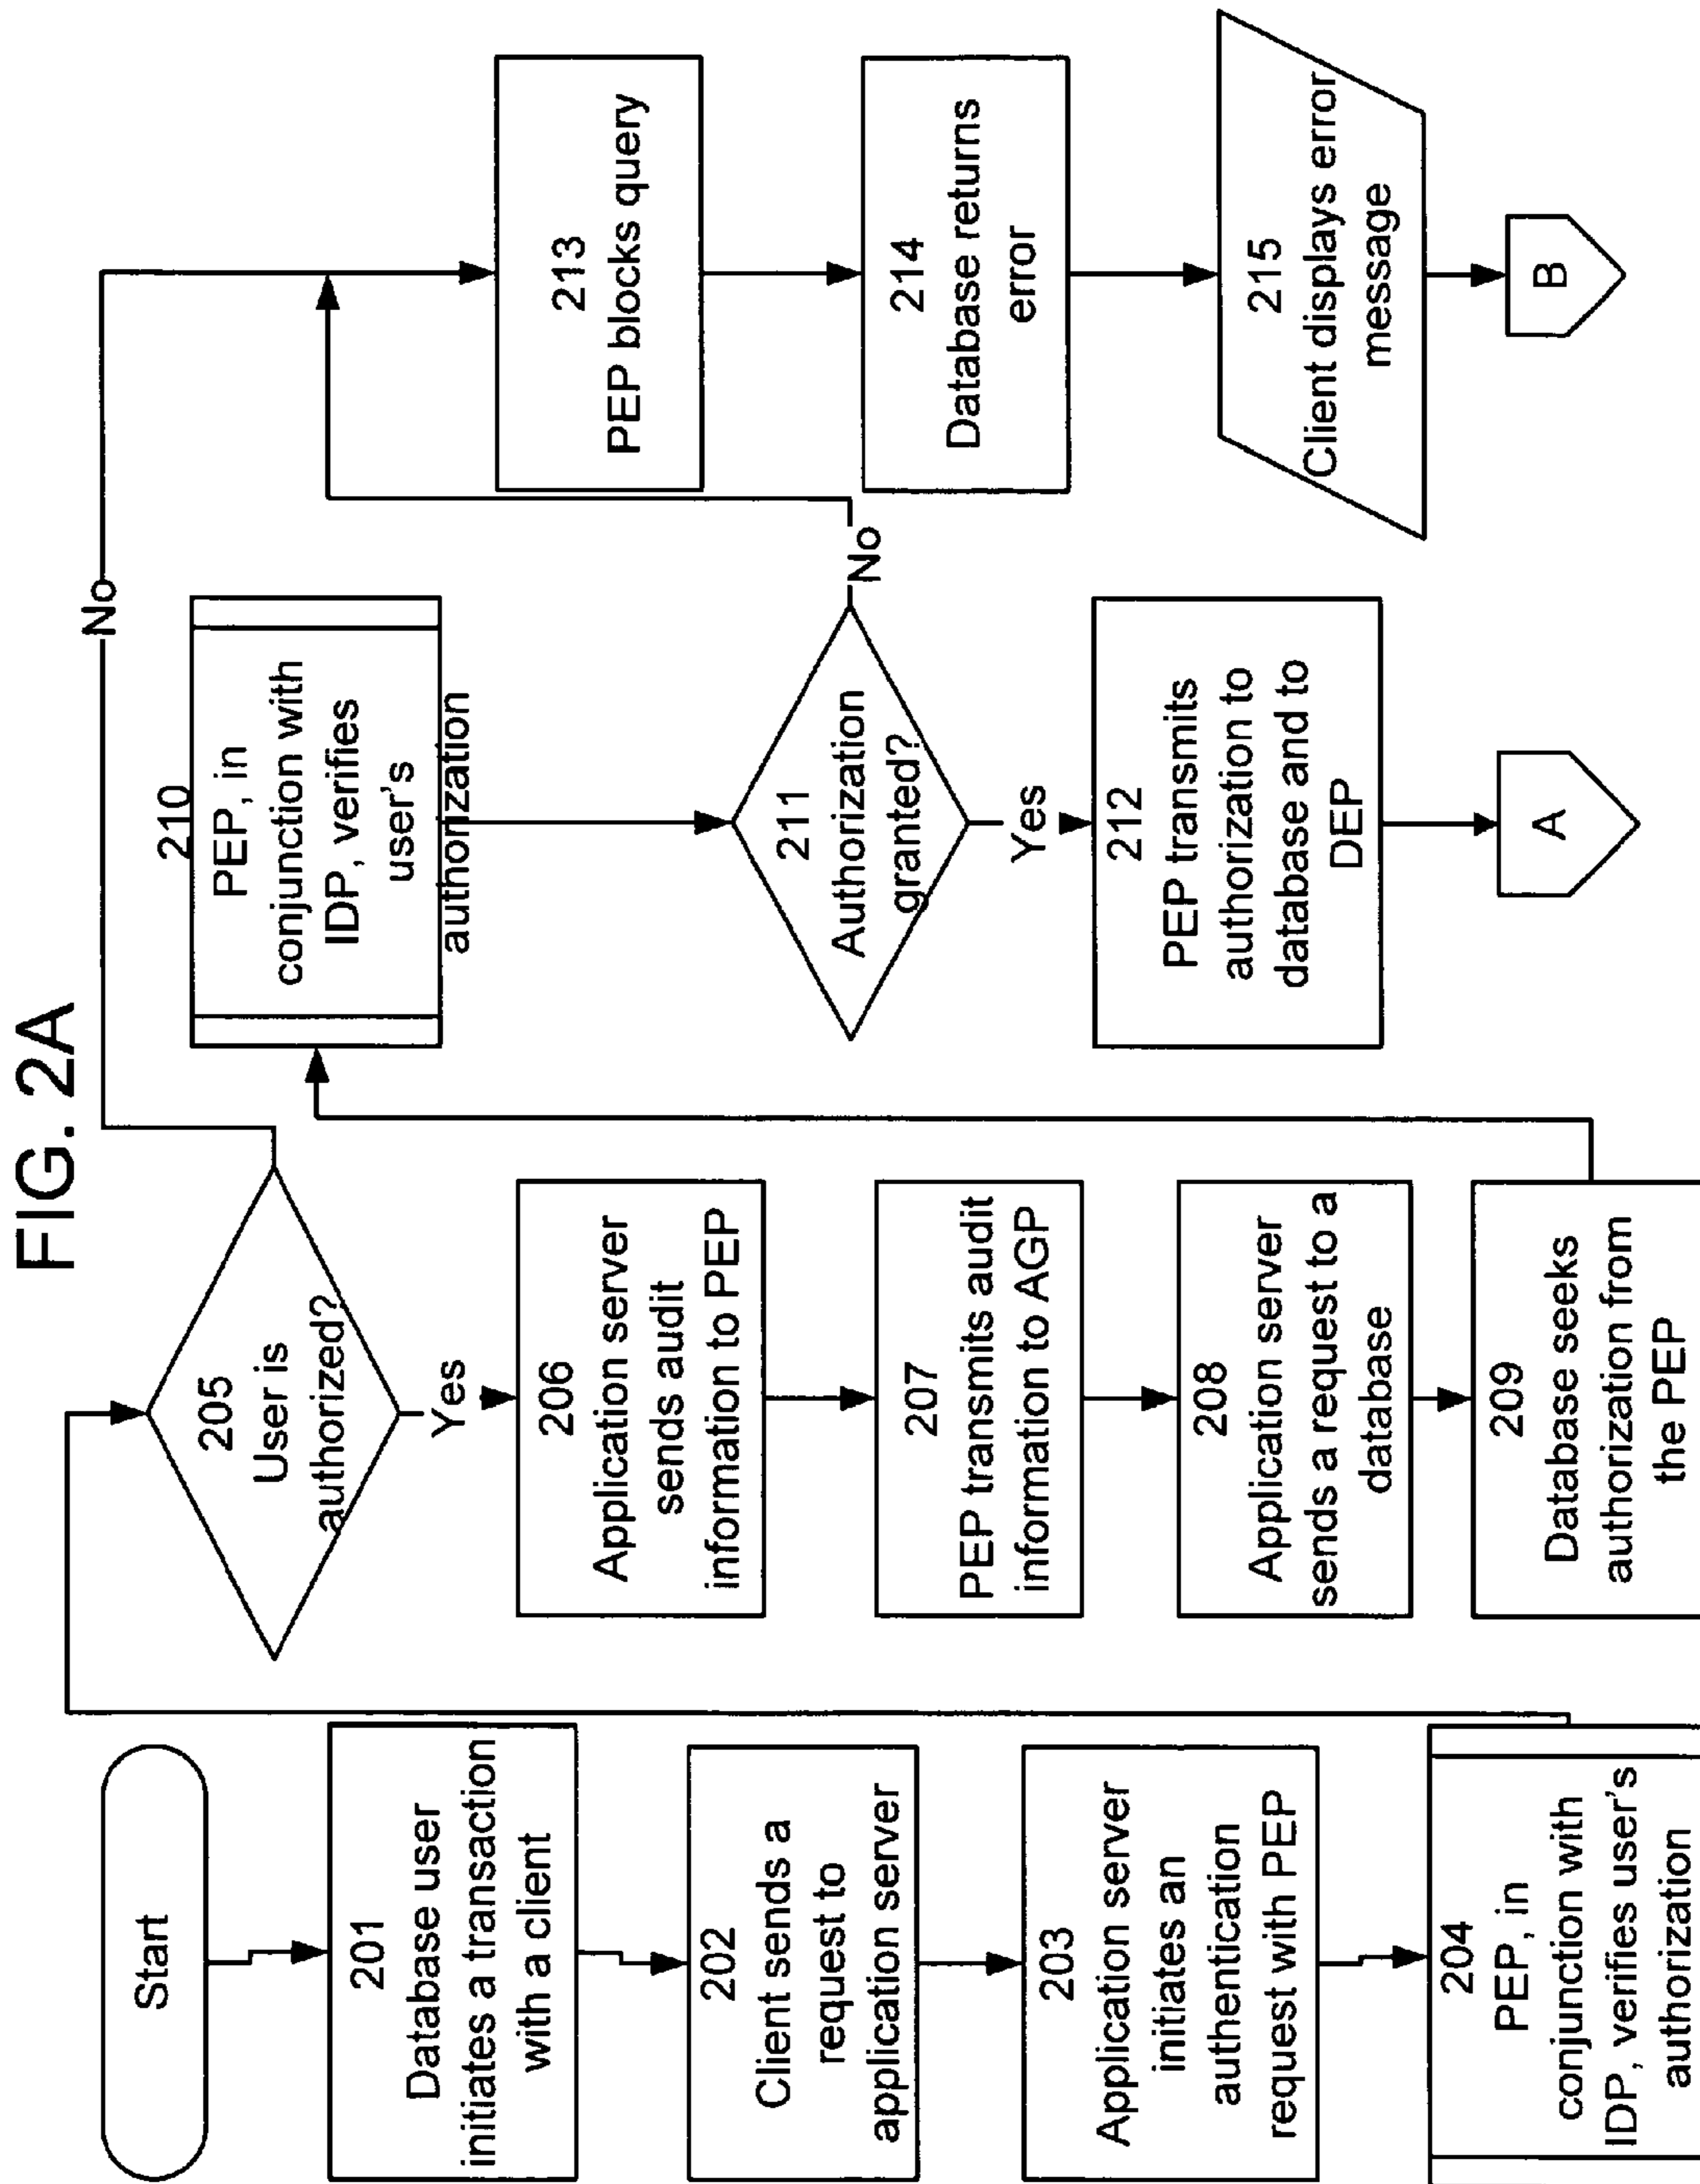 FIG. 2A
Start
201
Database user
initiates a transaction
with a client
202
Client sends a
request to
application server
203
Application server
initiates an
authentication
request with PEP
204
PEP, in
conjunction with
IDP, verifies user's
authorization
205
User is
authorized?
Yes
No
206
Application server
sends audit
information to PEP
207
PEP transmits audit
information to AGP
208
Application server
sends a request to a
database
209
Database seeks
authorization from
the PEP
210
PEP, in
conjunction with
IDP, verifies
user's
authorization
211
Authorization
granted?
Yes
No
212
PEP transmits
authorization to
database and to
DEP
A
213
PEP blocks query
214
Database returns
error
215
Client displays error
message
B